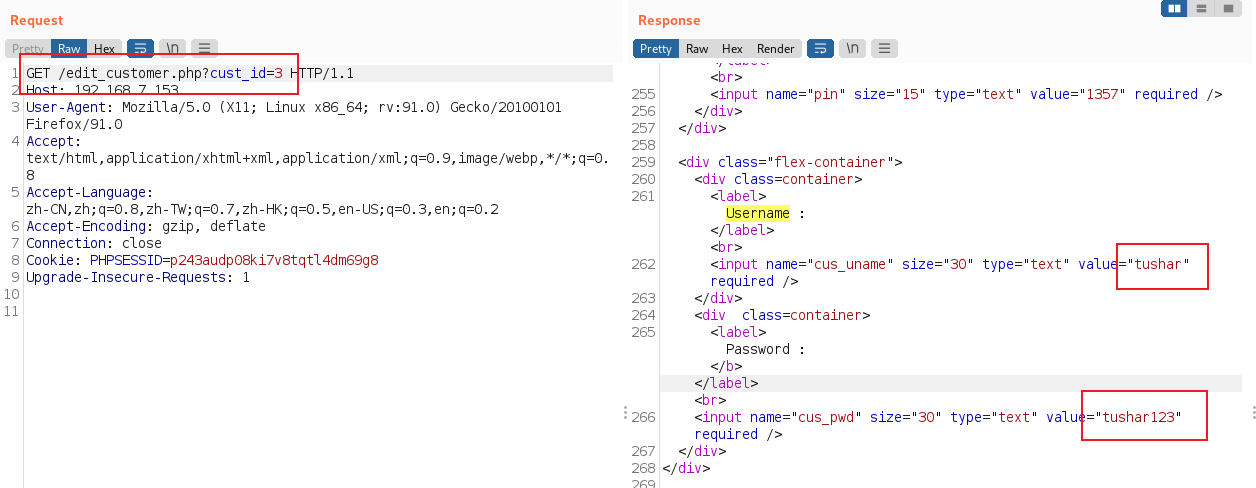 Request
Pretty Raw Hex \n
1 GET /edit_customer.php?cust_id=3 HTTP/1.1
2 Host: 192.168.7.153
3 User-Agent: Mozilla/5.0 (X11; Linux x86_64; rv:91.0) Gecko/20100101
Firefox/91.0
4 Accept:
text/html,application/xhtml+xml,application/xml;q=0.9,image/webp,*/*;q=0.
8
5 Accept-Language:
zh-CN,zh;q=0.8,zh-TW;q=0.7,zh-HK;q=0.5,en-US;q=0.3,en;q=0.2
6 Accept-Encoding: gzip, deflate
7 Connection: close
8 Cookie: PHPSESSID=p243audp08ki7v8tqtl4dm69g8
9 Upgrade-Insecure-Requests: 1
10
11
Response
Pretty Raw Hex Render \n
</label>
<br>
255 <input name="pin" size="15" type="text" value="1357" required />
256 </div>
257 </div>
258
259 <div class="flex-container">
260 <div class=container>
261 <label>
Username :
</label>
<br>
262 <input name="cus_uname" size="30" type="text" value="tushar"
required />
263 </div>
264 <div class=container>
265 <label>
Password :
</b>
</label>
<br>
266 <input name="cus_pwd" size="30" type="text" value="tushar123"
required />
267 </div>
268 </div>
269